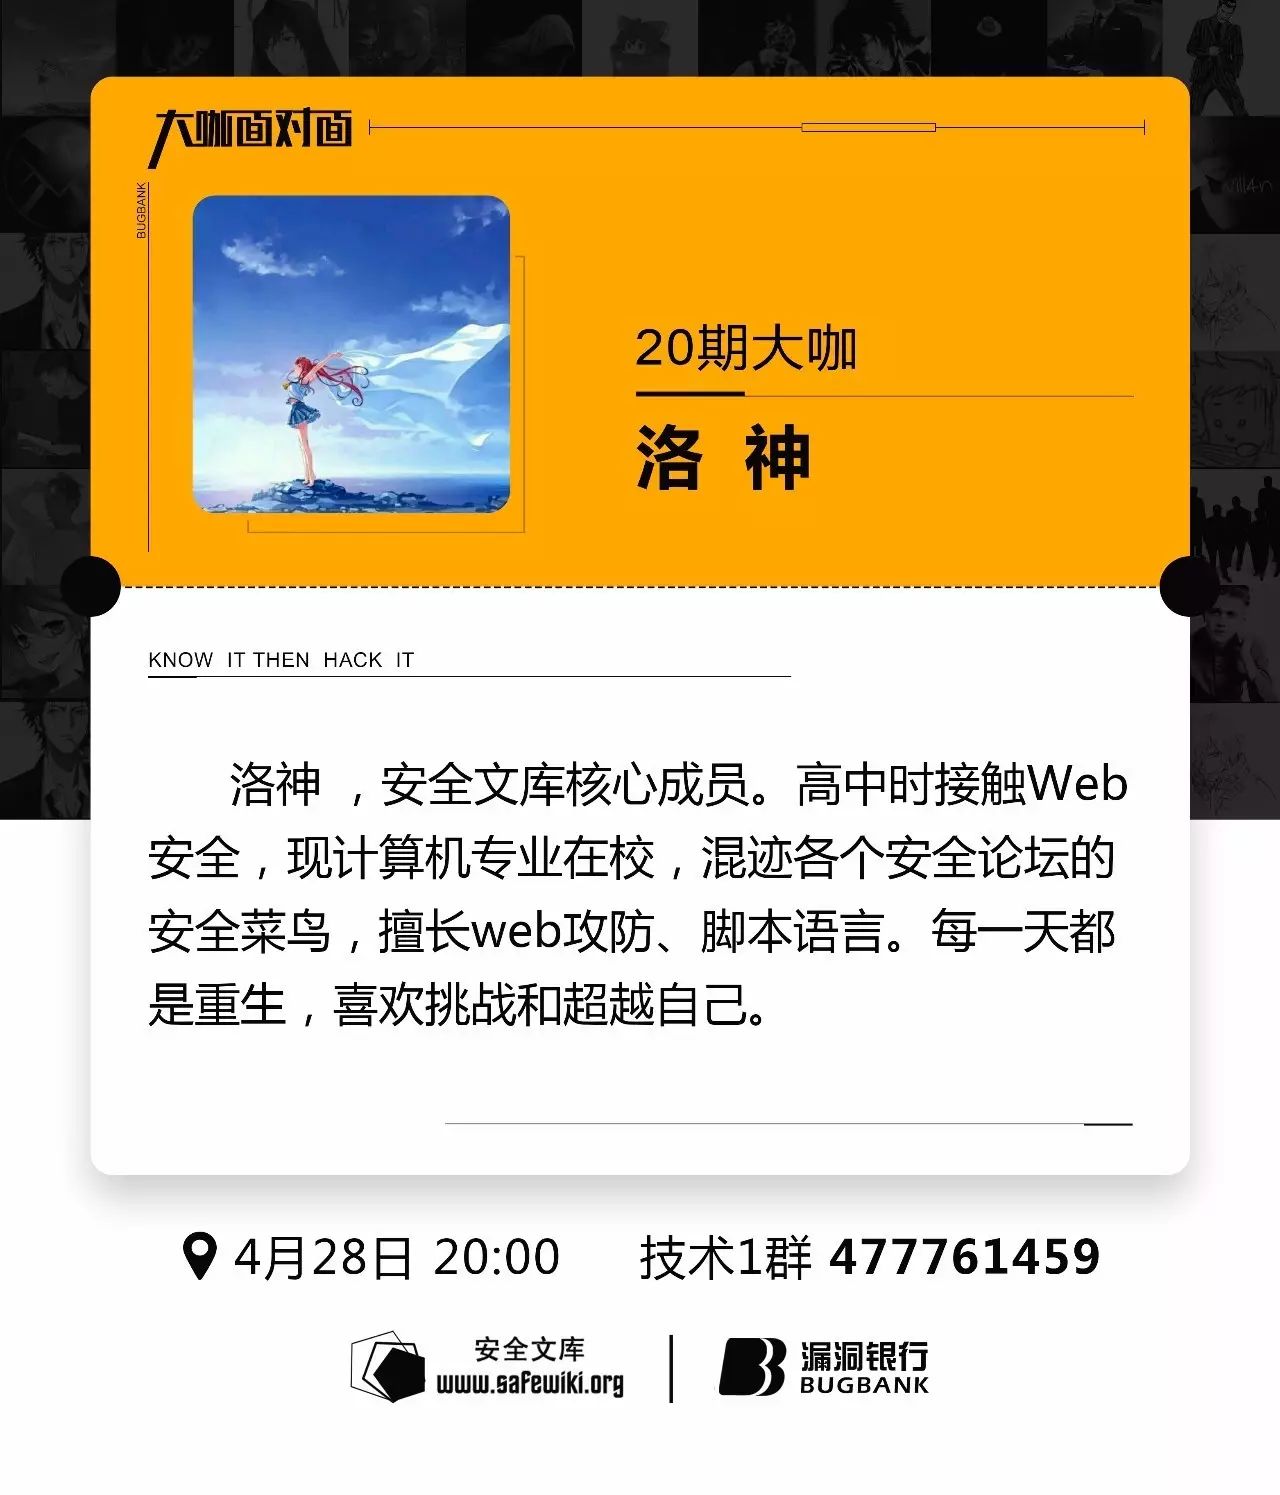 大咖面对面
BUGBANK
20期大咖
洛 神
KNOW IT THEN HACK IT
洛神 ，安全文库核心成员。高中时接触Web
安全，现计算机专业在校，混迹各个安全论坛的
安全菜鸟，擅长web攻防、脚本语言。每一天都
是重生，喜欢挑战和超越自己。
4月28日 20:00 技术1群 477761459
安全文库
www.safewiki.org
漏洞银行
BUGBANK